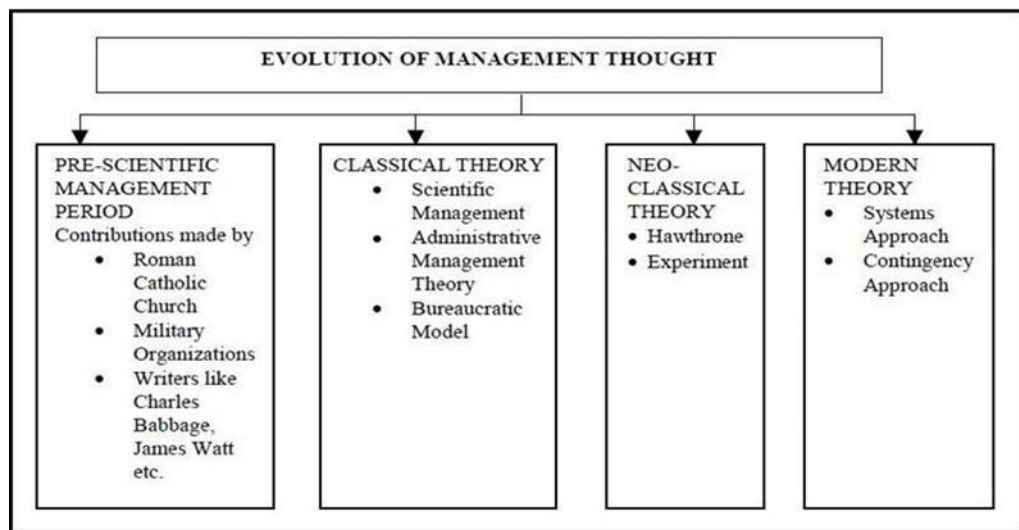 EVOLUTION OF MANAGEMENT THOUGHT
PRE-SCIENTIFIC
MANAGEMENT
PERIOD
Contributions made by
• Roman
Catholic
Church
• Military
Organizations
• Writers like
Charles
Babbage,
James Watt
etc.
CLASSICAL THEORY
• Scientific
Management
• Administrative
Management
Theory
• Bureaucratic
Model
NEO-
CLASSICAL
THEORY
• Hawthrone
• Experiment
MODERN
THEORY
• Systems
Approach
• Contingency
Approach